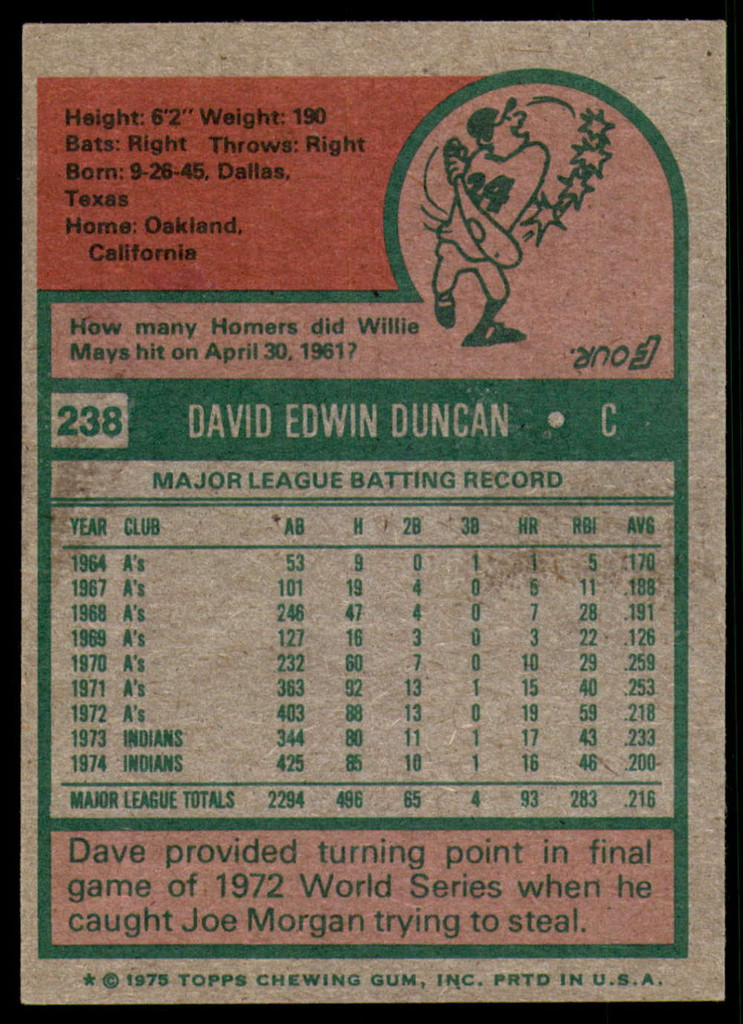 Height: 6'2" Weight: 190
Bats: Right Throws: Right
Born: 9-26-45, Dallas,
Texas
Home: Oakland,
California
24
How many Homers did Willie
Mays hit on April 30, 1961?
FOUR.
238 DAVID EDWIN DUNCAN • C
MAJOR LEAGUE BATTING RECORD
YEAR CLUB AB H 2B 3B HR RBI AVG
1964 A's 53 9 0 1 1 5 .170
1967 A's 101 19 4 0 5 11 .188
1968 A's 246 47 4 0 7 28 .191
1969 A's 127 16 3 0 3 22 .126
1970 A's 232 60 7 0 10 29 .259
1971 A's 363 92 13 1 15 40 .253
1972 A's 403 88 13 0 19 59 .218
1973 INDIANS 344 80 11 1 17 43 .233
1974 INDIANS 425 85 10 1 16 46 .200
MAJOR LEAGUE TOTALS 2294 496 65 4 93 283 .216
Dave provided turning point in final
game of 1972 World Series when he
caught Joe Morgan trying to steal.
* © 1975 TOPPS CHEWING GUM, INC. PRTD IN U.S.A.